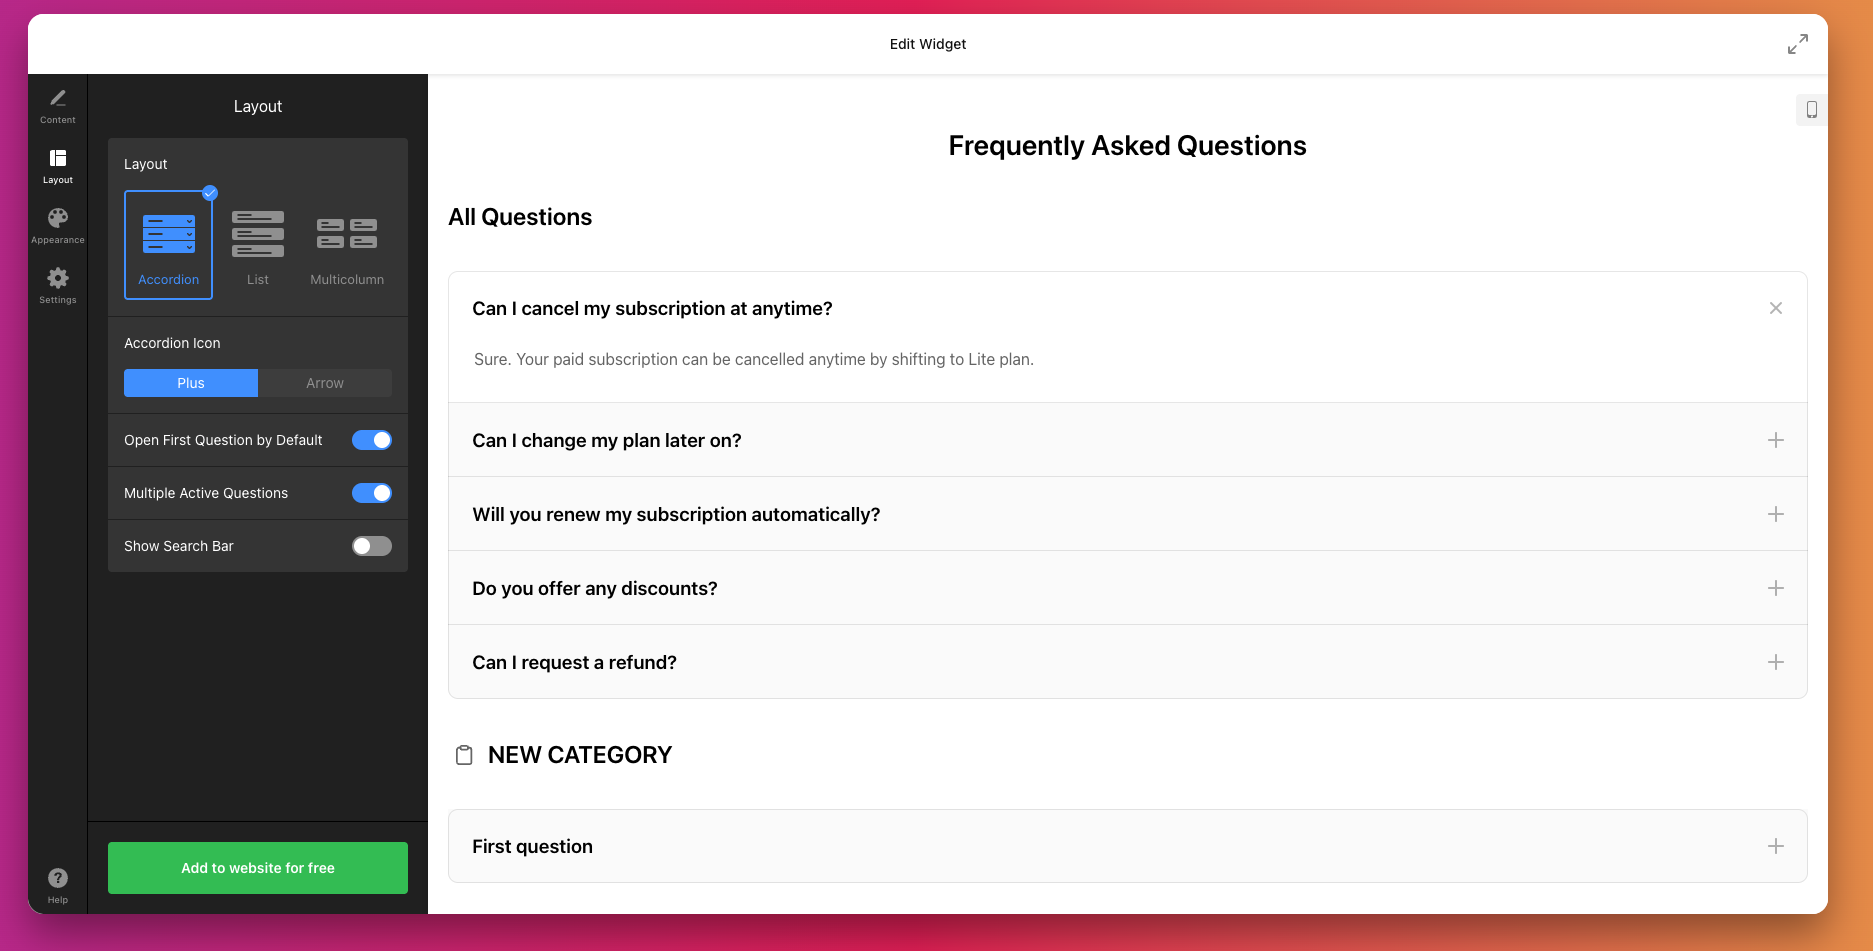 Edit Widget
Content
Layout
Appearance
Settings
Help
Layout
Layout
Accordion
List
Multicolumn
Accordion Icon
Plus
Arrow
Open First Question by Default
Multiple Active Questions
Show Search Bar
Add to website for free
Frequently Asked Questions
All Questions
Can I cancel my subscription at anytime?
Sure. Your paid subscription can be cancelled anytime by shifting to Lite plan.
Can I change my plan later on?
Will you renew my subscription automatically?
Do you offer any discounts?
Can I request a refund?
NEW CATEGORY
First question